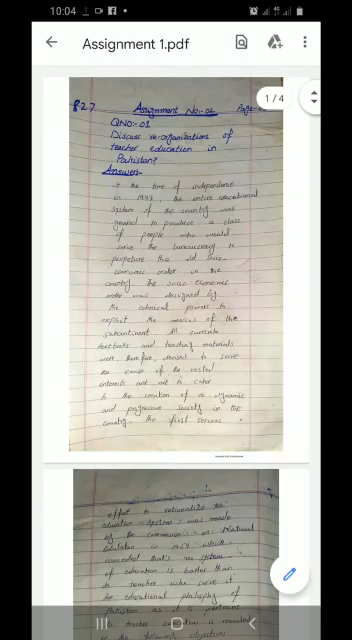 10:04
Assignment 1.pdf
1/4
827 Assignment No:-02 Page-
QNO:-01
Discuss re-organizations of
teacher education in
Pakistan?
Answer:-
the time of independence
in 1947, the entire educational
system of the country was
geared to produce a class
of people who would
serve the bureaucracy to
perpetuate the old
economic order in the
country the socio-economic
order was designed by
the colonial powers to
exploit the masses of the
subcontinent. All curricula
textbooks and teaching materials
were, therefore, devised to serve
the cause of the vested
interests and not to cater
to the creation of a dynamic
and progressive society in the
country. the first serious
effort to rationalize the
education system was made
by the commission on National
Education in 1959 which
conceded that's no system
of education is better than
its teacher who serve it
the educational philosophy of
Pakistan as it
teacher education is revealed
in the following objectives